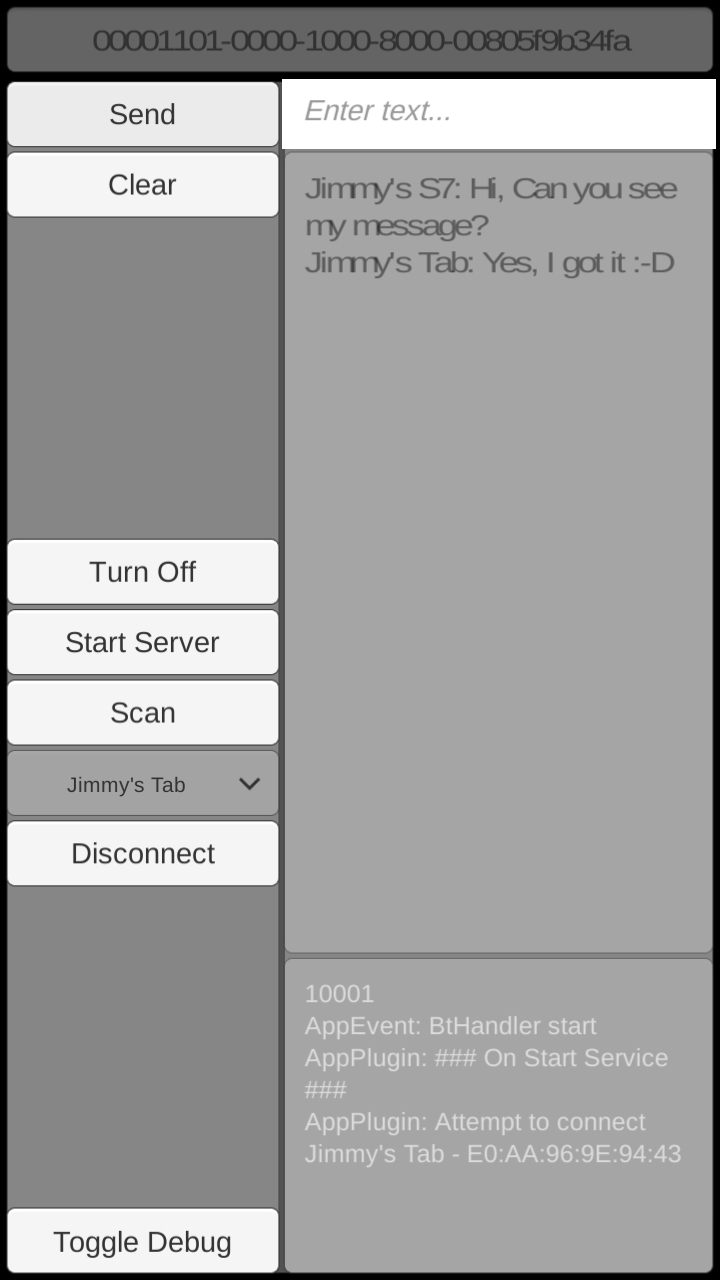 00001101-0000-1000-8000-00805f9b34fa
Send
Enter text...
Clear
Jimmy's S7: Hi, Can you see
my message?
Jimmy's Tab: Yes, I got it :-D
Turn Off
Start Server
Scan
Jimmy's Tab
Disconnect
10001
AppEvent: BtHandler start
AppPlugin: ### On Start Service
###
AppPlugin: Attempt to connect
Jimmy's Tab - E0:AA:96:9E:94:43
Toggle Debug